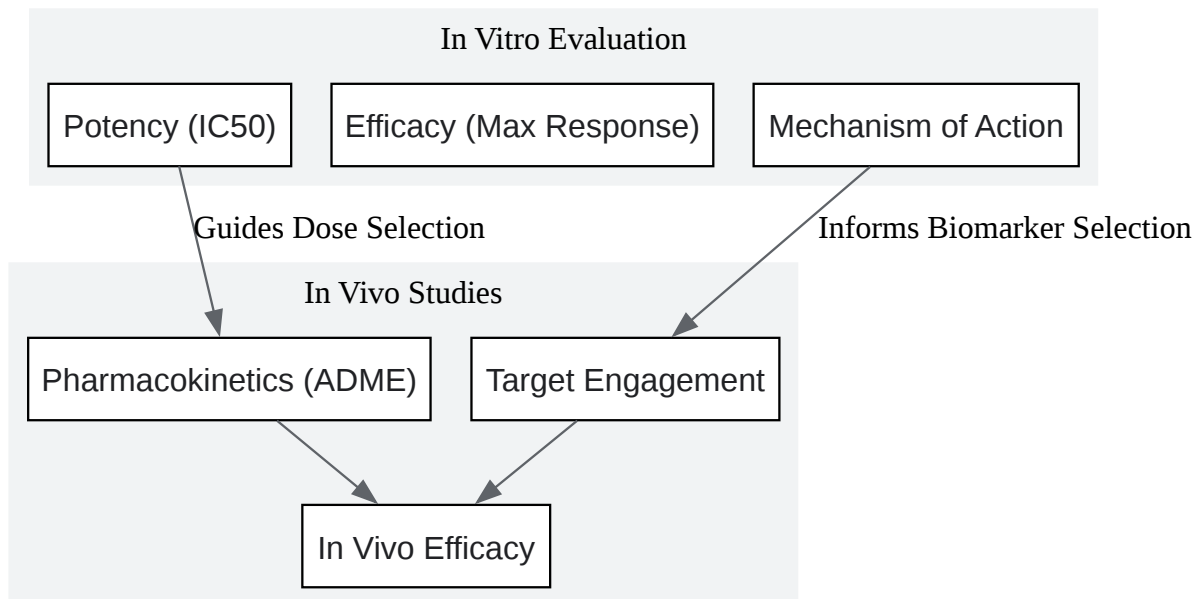 In Vitro Evaluation
Potency (IC50)
Efficacy (Max Response)
Mechanism of Action
Guides Dose Selection
Informs Biomarker Selection
In Vivo Studies
Pharmacokinetics (ADME)
Target Engagement
In Vivo Efficacy